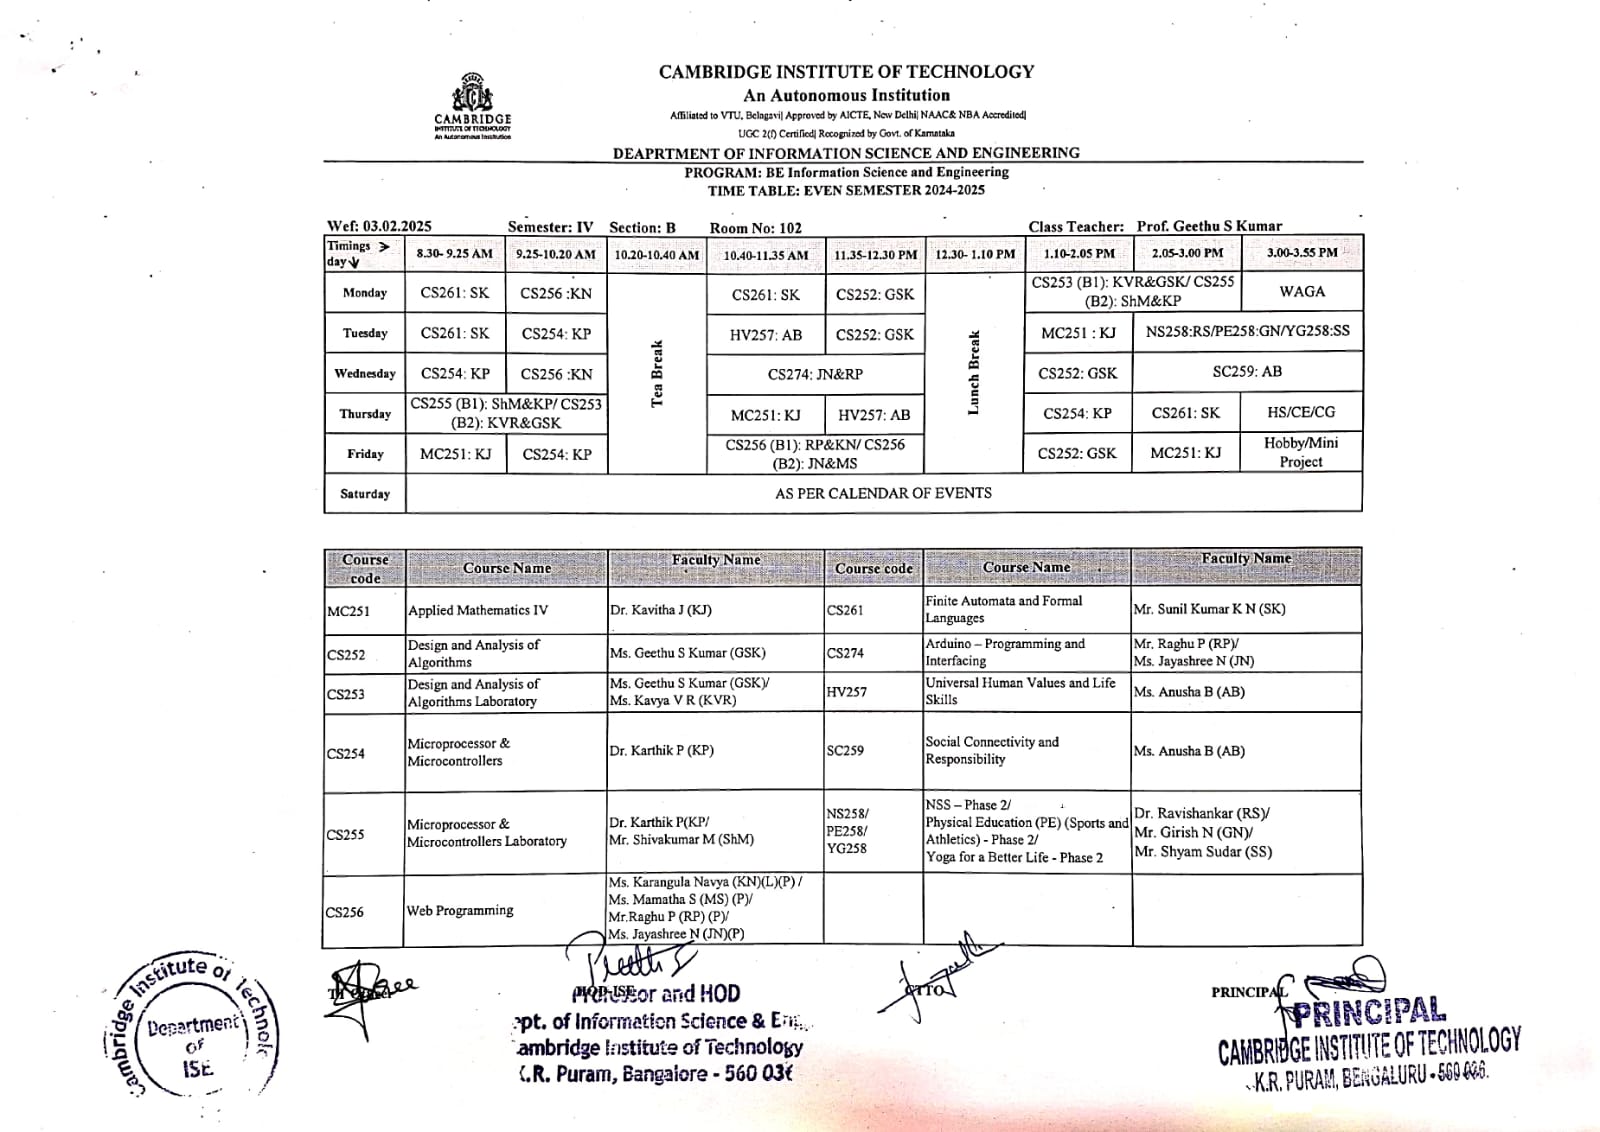 CAMBRIDGE INSTITUTE OF TECHNOLOGY
An Autonomous Institution
Affiliated to VTU, Belagavi| Approved by AICTE, New Delhi| NAAC& NBA Accredited|
UGC 2(f) Certified| Recognized by Govt. of Karnataka
CAMBRIDGE
INSTITUTE OF TECHNOLOGY
An Autonomous Institution
DEAPRTMENT OF INFORMATION SCIENCE AND ENGINEERING
PROGRAM: BE Information Science and Engineering
TIME TABLE: EVEN SEMESTER 2024-2025
Wef: 03.02.2025 Semester: IV Section: B Room No: 102 Class Teacher: Prof. Geethu S Kumar
Timings > day↓ 8.30- 9.25 AM 9.25-10.20 AM 10.20-10.40 AM 10.40-11.35 AM 11.35-12.30 PM 12.30- 1.10 PM 1.10-2.05 PM 2.05-3.00 PM 3.00-3.55 PM
Monday CS261: SK CS256 :KN CS261: SK CS252: GSK CS253 (B1): KVR&GSK/ CS255 (B2): ShM&KP WAGA
Tuesday CS261: SK CS254: KP HV257: AB CS252: GSK MC251 : KJ NS258:RS/PE258:GN/YG258:SS
Tea Break
Lunch Break
Wednesday CS254: KP CS256 :KN CS274: JN&RP CS252: GSK SC259: AB
Thursday CS255 (B1): ShM&KP/ CS253 (B2): KVR&GSK MC251: KJ HV257: AB CS254: KP CS261: SK HS/CE/CG
Friday MC251: KJ CS254: KP CS256 (B1): RP&KN/ CS256 (B2): JN&MS CS252: GSK MC251: KJ Hobby/Mini Project
Saturday AS PER CALENDAR OF EVENTS
Course code Course Name Faculty Name Course code Course Name Faculty Name
MC251 Applied Mathematics IV Dr. Kavitha J (KJ) CS261 Finite Automata and Formal Languages Mr. Sunil Kumar K N (SK)
CS252 Design and Analysis of Algorithms Ms. Geethu S Kumar (GSK) CS274 Arduino – Programming and Interfacing Mr. Raghu P (RP)/ Ms. Jayashree N (JN)
CS253 Design and Analysis of Algorithms Laboratory Ms. Geethu S Kumar (GSK)/ Ms. Kavya V R (KVR) HV257 Universal Human Values and Life Skills Ms. Anusha B (AB)
CS254 Microprocessor & Microcontrollers Dr. Karthik P (KP) SC259 Social Connectivity and Responsibility Ms. Anusha B (AB)
CS255 Microprocessor & Microcontrollers Laboratory Dr. Karthik P(KP/ Mr. Shivakumar M (ShM) NS258/ PE258/ YG258 NSS – Phase 2/ Physical Education (PE) (Sports and Athletics) - Phase 2/ Yoga for a Better Life - Phase 2 Dr. Ravishankar (RS)/ Mr. Girish N (GN)/ Mr. Shyam Sudar (SS)
CS256 Web Programming Ms. Karangula Navya (KN)(L)(P) / Ms. Mamatha S (MS) (P)/ Mr.Raghu P (RP) (P)/ Ms. Jayashree N (JN)(P)
Cambridge Institute of Technolo
Department
of
ISE
HOD-ISE
Professor and HOD
ept. of Information Science & En
ambridge Institute of Technology
K.R. Puram, Bangalore - 560 036
PRINCIPAL
PRINCIPAL
CAMBRIDGE INSTITUTE OF TECHNOLOGY
K.R. PURAM, BENGALURU - 560 036.